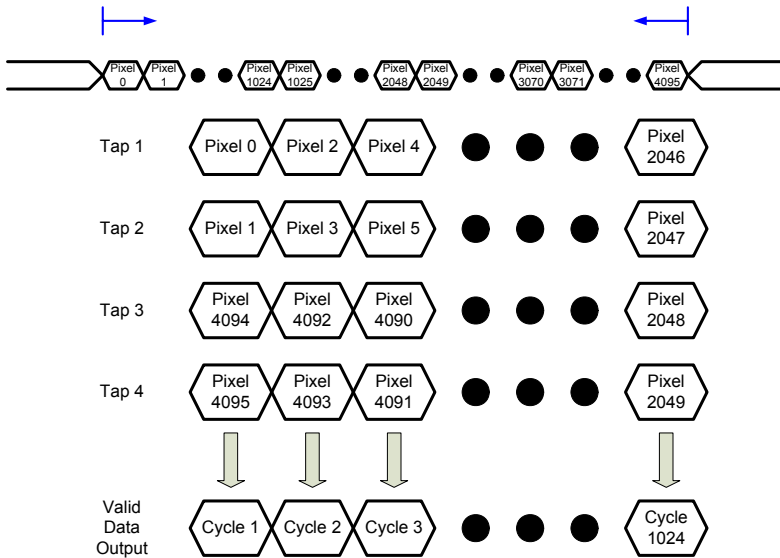 Pixel 0 Pixel 1 Pixel 1024 Pixel 1025 Pixel 2048 Pixel 2049 Pixel 3070 Pixel 3071 Pixel 4095
Tap 1 Pixel 0 Pixel 2 Pixel 4 Pixel 2046
Tap 2 Pixel 1 Pixel 3 Pixel 5 Pixel 2047
Tap 3 Pixel 4094 Pixel 4092 Pixel 4090 Pixel 2048
Tap 4 Pixel 4095 Pixel 4093 Pixel 4091 Pixel 2049
Valid Data Output Cycle 1 Cycle 2 Cycle 3 Cycle 1024